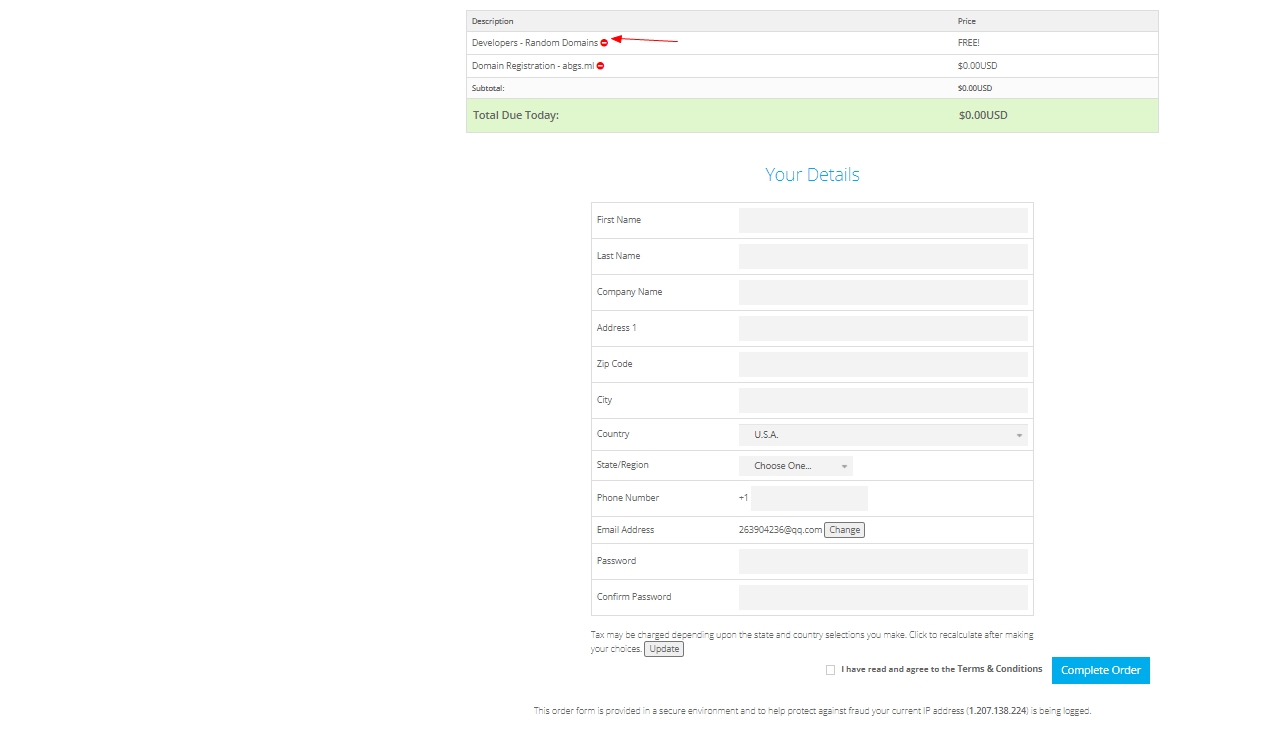 Description Price
Developers - Random Domains FREE!
Domain Registration - abgs.ml $0.00USD
Subtotal: $0.00USD
Total Due Today: $0.00USD
Your Details
First Name
Last Name
Company Name
Address 1
Zip Code
City
Country U.S.A.
State/Region Choose One...
Phone Number +1
Email Address 263904236@qq.com Change
Password
Confirm Password
Tax may be charged depending upon the state and country selections you make. Click to recalculate after making
your choices. Update
I have read and agree to the Terms & Conditions Complete Order
This order form is provided in a secure environment and to help protect against fraud your current IP address (1.207.138.224) is being logged.